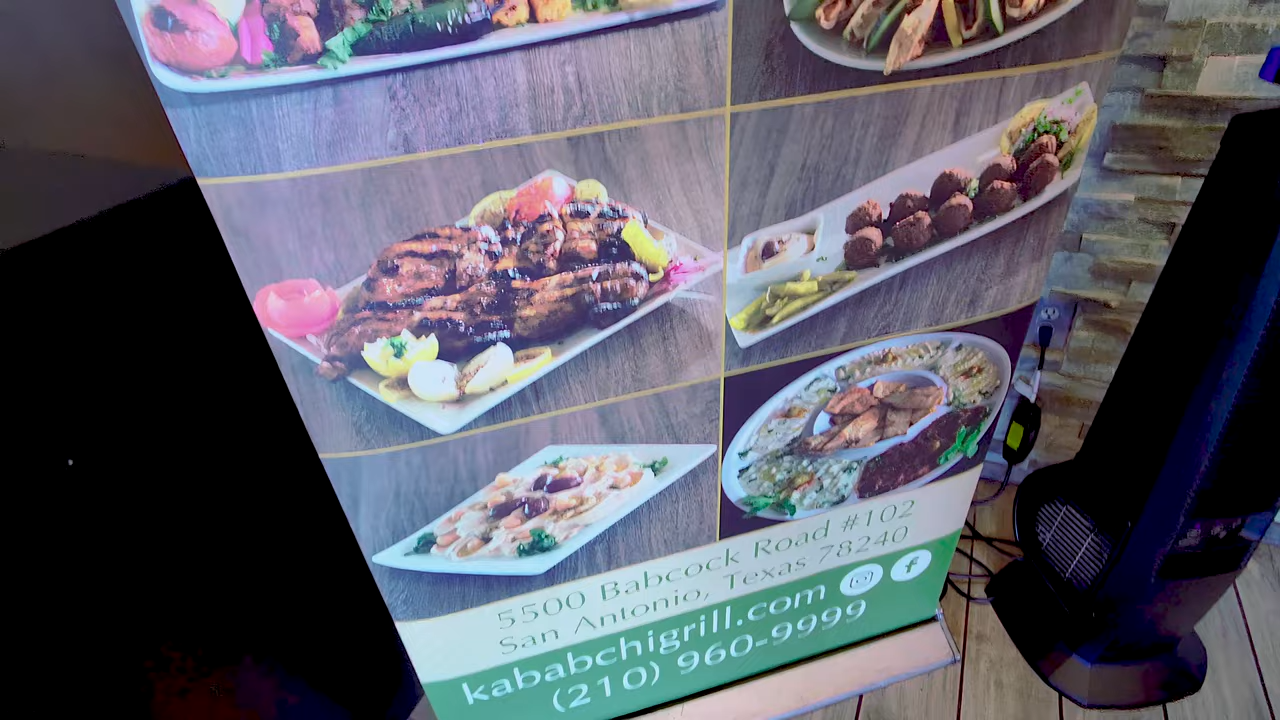 5500 Babcock Road #102
San Antonio, Texas 78240
kababchigrill.com
(210) 960-9999